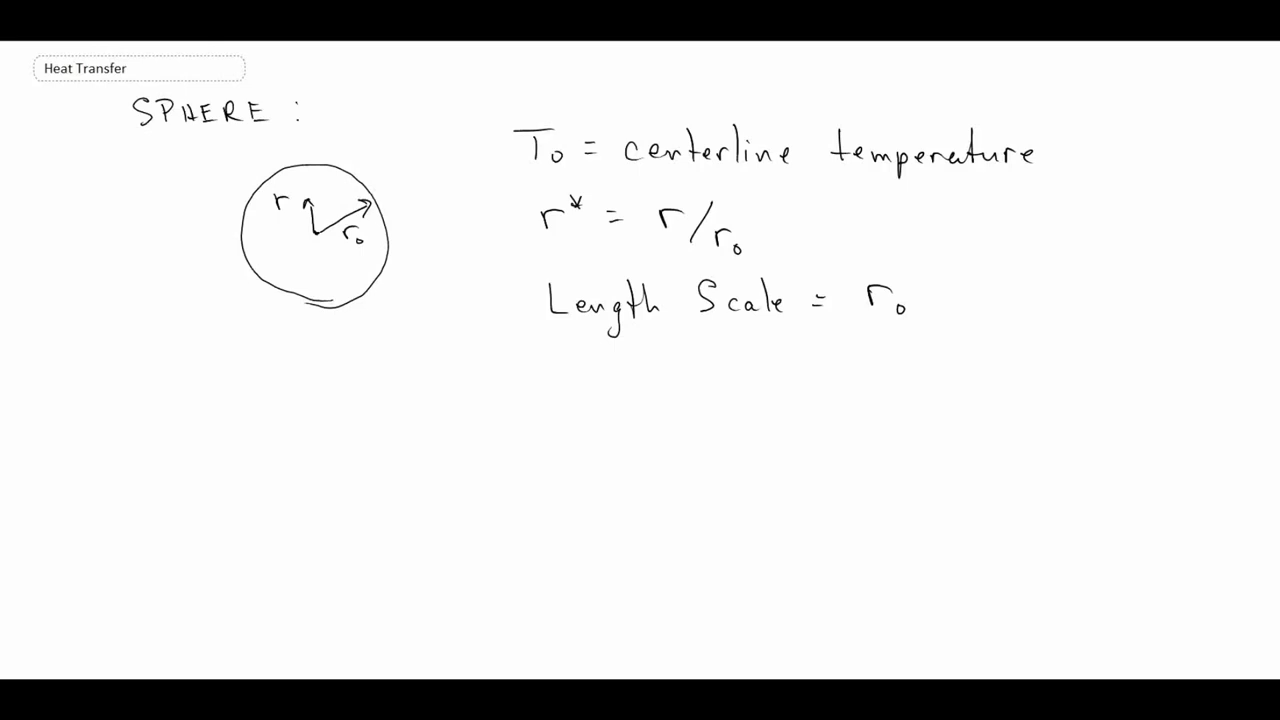 Heat Transfer
SPHERE :
T₀ = centerline temperature
r* = r/r₀
r
r₀
Length Scale = r₀